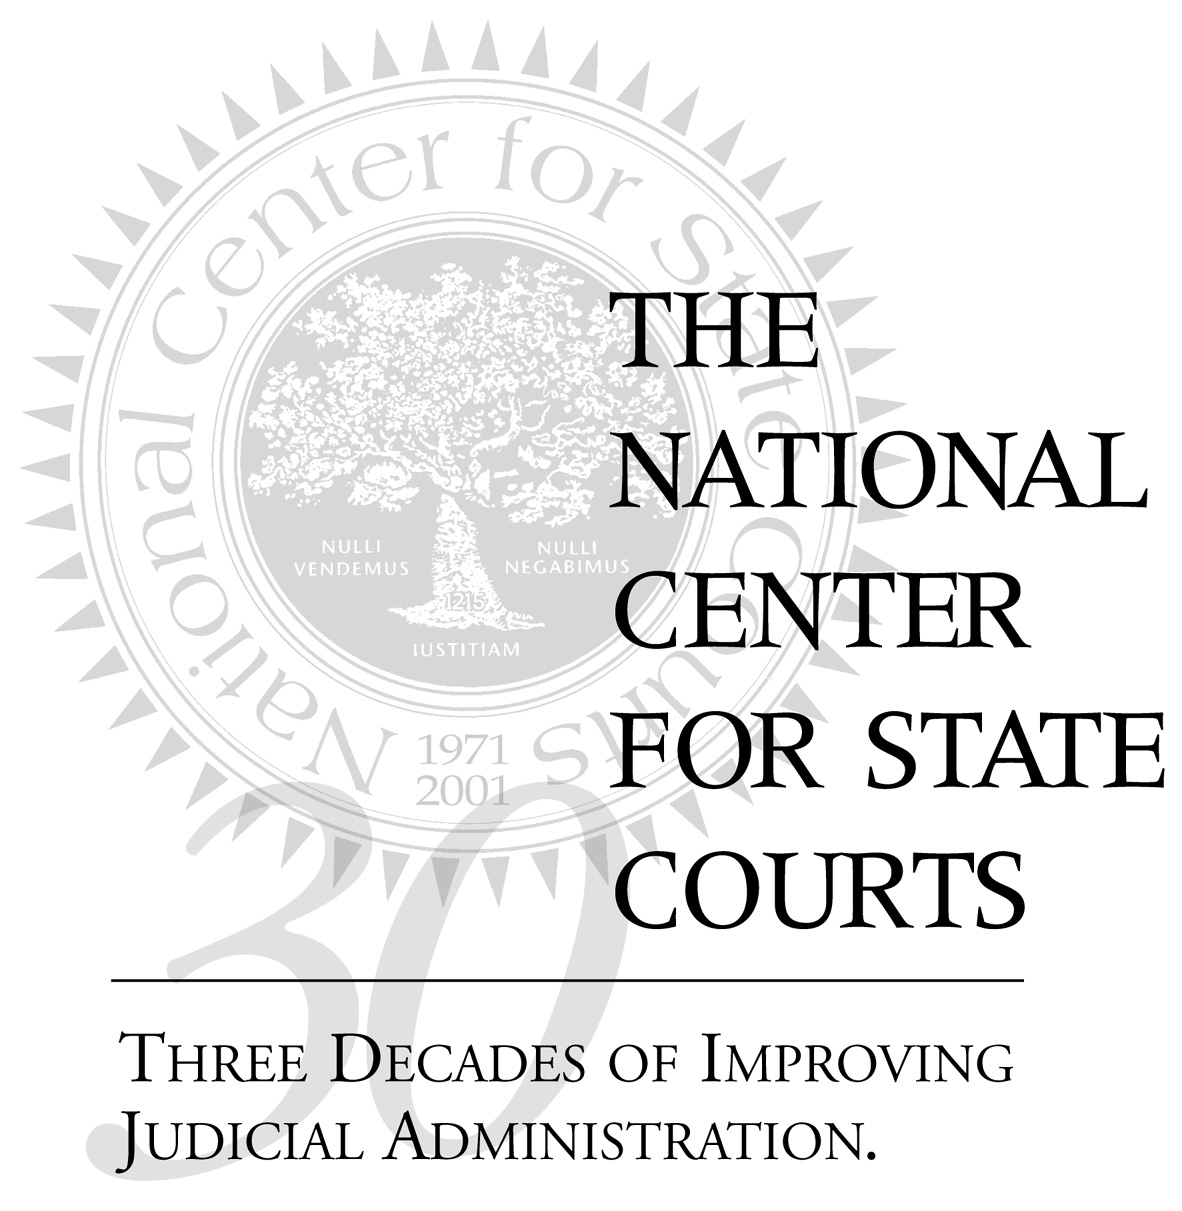 National Center for State Courts
THE
NATIONAL
CENTER
FOR STATE
COURTS
NULLI
VENDEMUS
NULLI
NEGABIMUS
1215
IUSTITIAM
1971
2001
30
THREE DECADES OF IMPROVING
JUDICIAL ADMINISTRATION.